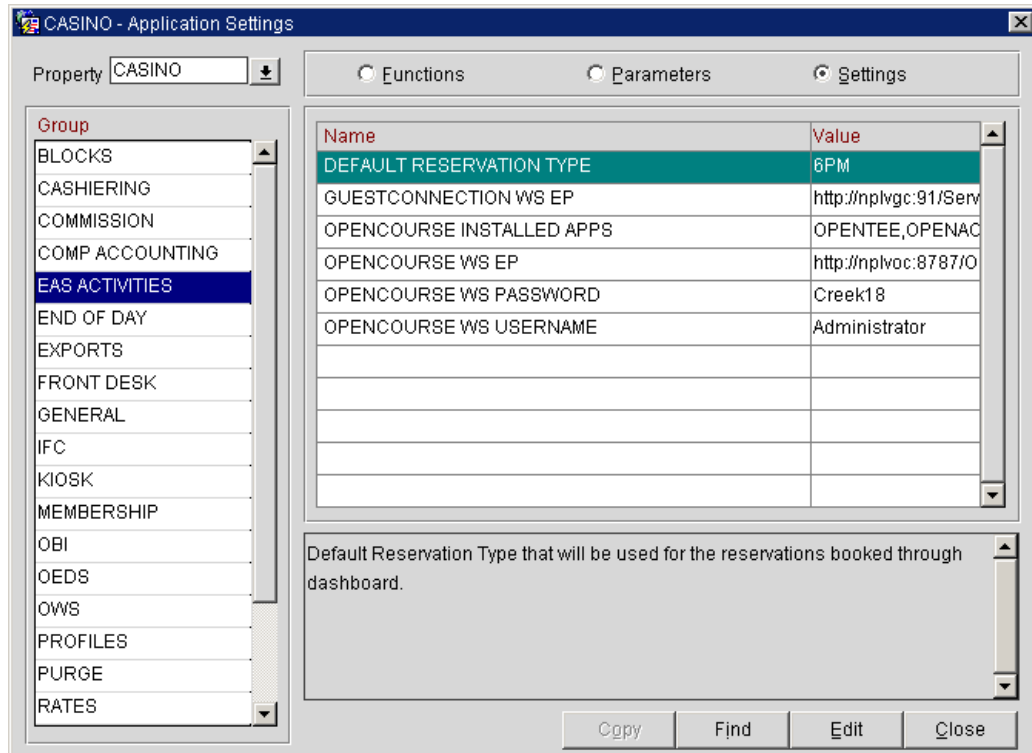 CASINO - Application Settings
Property CASINO
Functions Parameters Settings
Group
BLOCKS
CASHIERING
COMMISSION
COMP ACCOUNTING
EAS ACTIVITIES
END OF DAY
EXPORTS
FRONT DESK
GENERAL
IFC
KIOSK
MEMBERSHIP
OBI
OEDS
OWS
PROFILES
PURGE
RATES
Name Value
DEFAULT RESERVATION TYPE 6PM
GUESTCONNECTION WS EP http://nplvgc:91/Serv
OPENCOURSE INSTALLED APPS OPENTEE,OPENAC
OPENCOURSE WS EP http://nplvoc:8787/O
OPENCOURSE WS PASSWORD Creek18
OPENCOURSE WS USERNAME Administrator
Default Reservation Type that will be used for the reservations booked through
dashboard.
Copy Find Edit Close